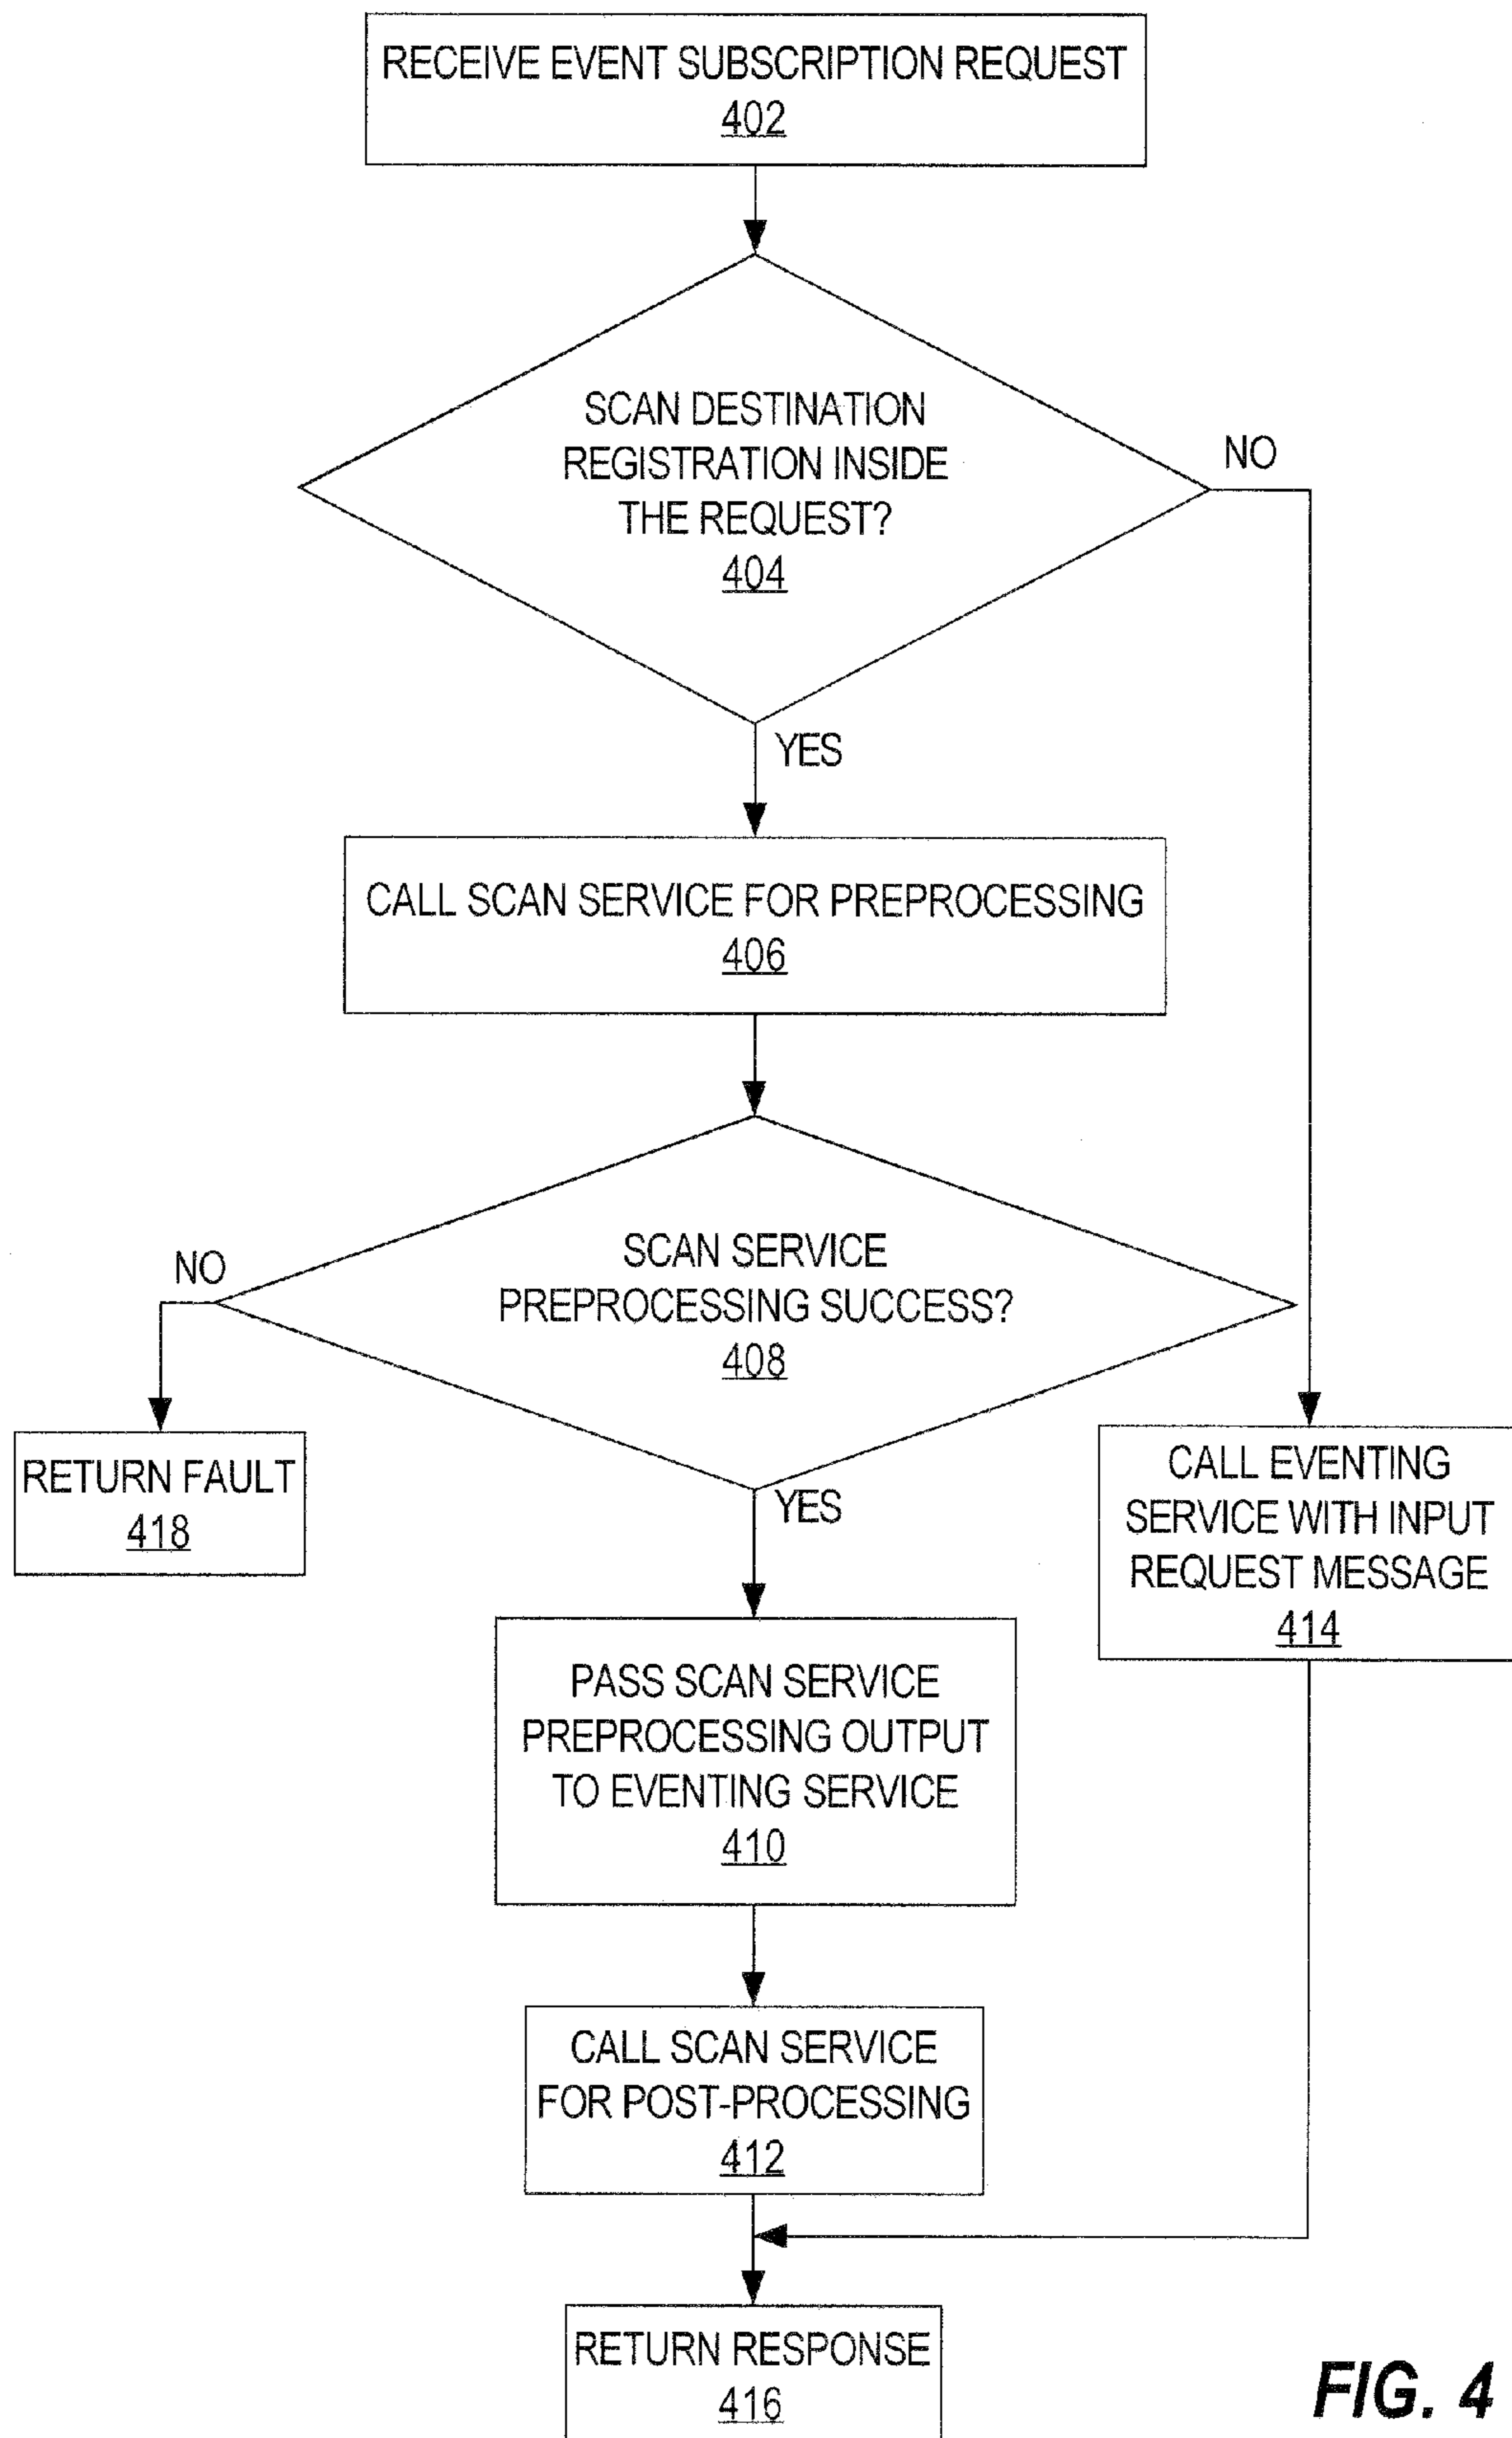 RECEIVE EVENT SUBSCRIPTION REQUEST
402
SCAN DESTINATION
REGISTRATION INSIDE
THE REQUEST?
404
NO
YES
CALL SCAN SERVICE FOR PREPROCESSING
406
SCAN SERVICE
PREPROCESSING SUCCESS?
408
NO
YES
RETURN FAULT
418
CALL EVENTING
SERVICE WITH INPUT
REQUEST MESSAGE
414
PASS SCAN SERVICE
PREPROCESSING OUTPUT
TO EVENTING SERVICE
410
CALL SCAN SERVICE
FOR POST-PROCESSING
412
RETURN RESPONSE
416
FIG. 4